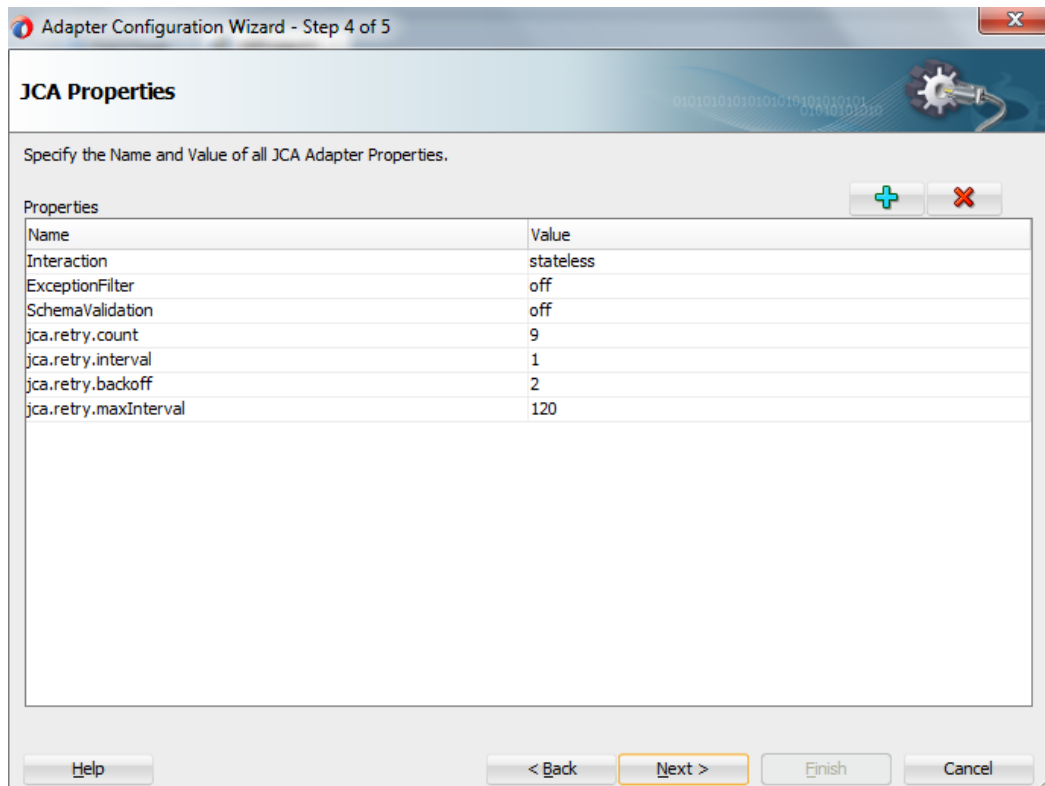 Adapter Configuration Wizard - Step 4 of 5
JCA Properties
Specify the Name and Value of all JCA Adapter Properties.
Properties
Name Value
Interaction stateless
ExceptionFilter off
SchemaValidation off
jca.retry.count 9
jca.retry.interval 1
jca.retry.backoff 2
jca.retry.maxInterval 120
Help < Back Next > Finish Cancel